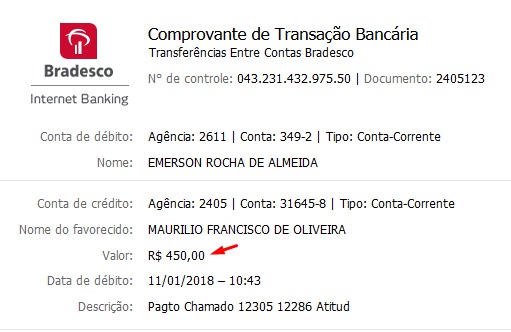 Bradesco
Internet Banking
Comprovante de Transação Bancária
Transferências Entre Contas Bradesco
N° de controle: 043.231.432.975.50 | Documento: 2405123
Conta de débito: Agência: 2611 | Conta: 349-2 | Tipo: Conta-Corrente
Nome: EMERSON ROCHA DE ALMEIDA
Conta de crédito: Agência: 2405 | Conta: 31645-8 | Tipo: Conta-Corrente
Nome do favorecido: MAURILIO FRANCISCO DE OLIVEIRA
Valor: R$ 450,00
Data de débito: 11/01/2018 – 10:43
Descrição: Pagto Chamado 12305 12286 Atitud